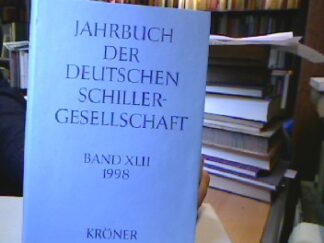 JAHRBUCH
DER
DEUTSCHEN
SCHILLER-
GESELLSCHAFT
BAND XLII
1998
KRÖNER